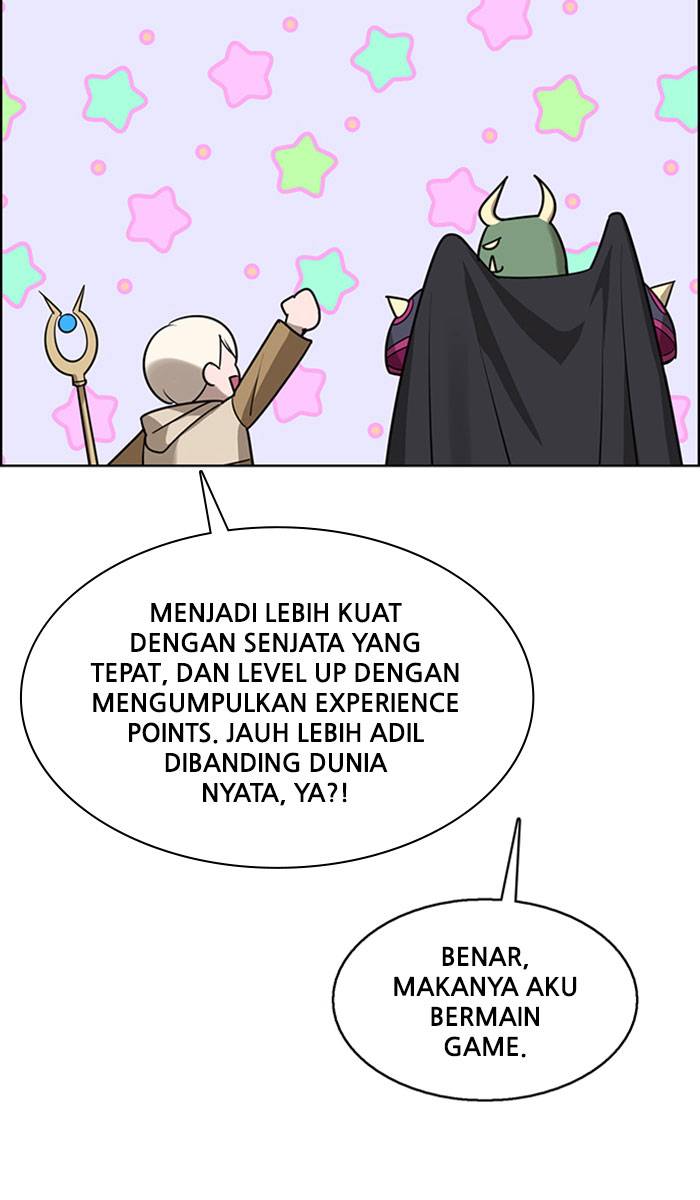 MENJADI LEBIH KUAT
DENGAN SENJATA YANG
TEPAT, DAN LEVEL UP DENGAN
MENGUMPULKAN EXPERIENCE
POINTS. JAUH LEBIH ADIL
DIBANDING DUNIA
NYATA, YA?!
BENAR,
MAKANYA AKU
BERMAIN
GAME.